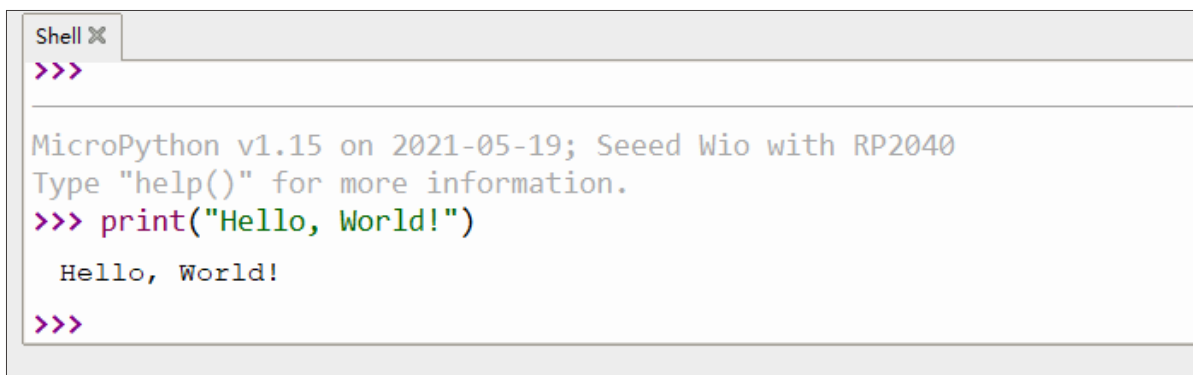 Shell
>>>
MicroPython v1.15 on 2021-05-19; Seeed Wio with RP2040
Type "help()" for more information.
>>> print("Hello, World!")
Hello, World!
>>>